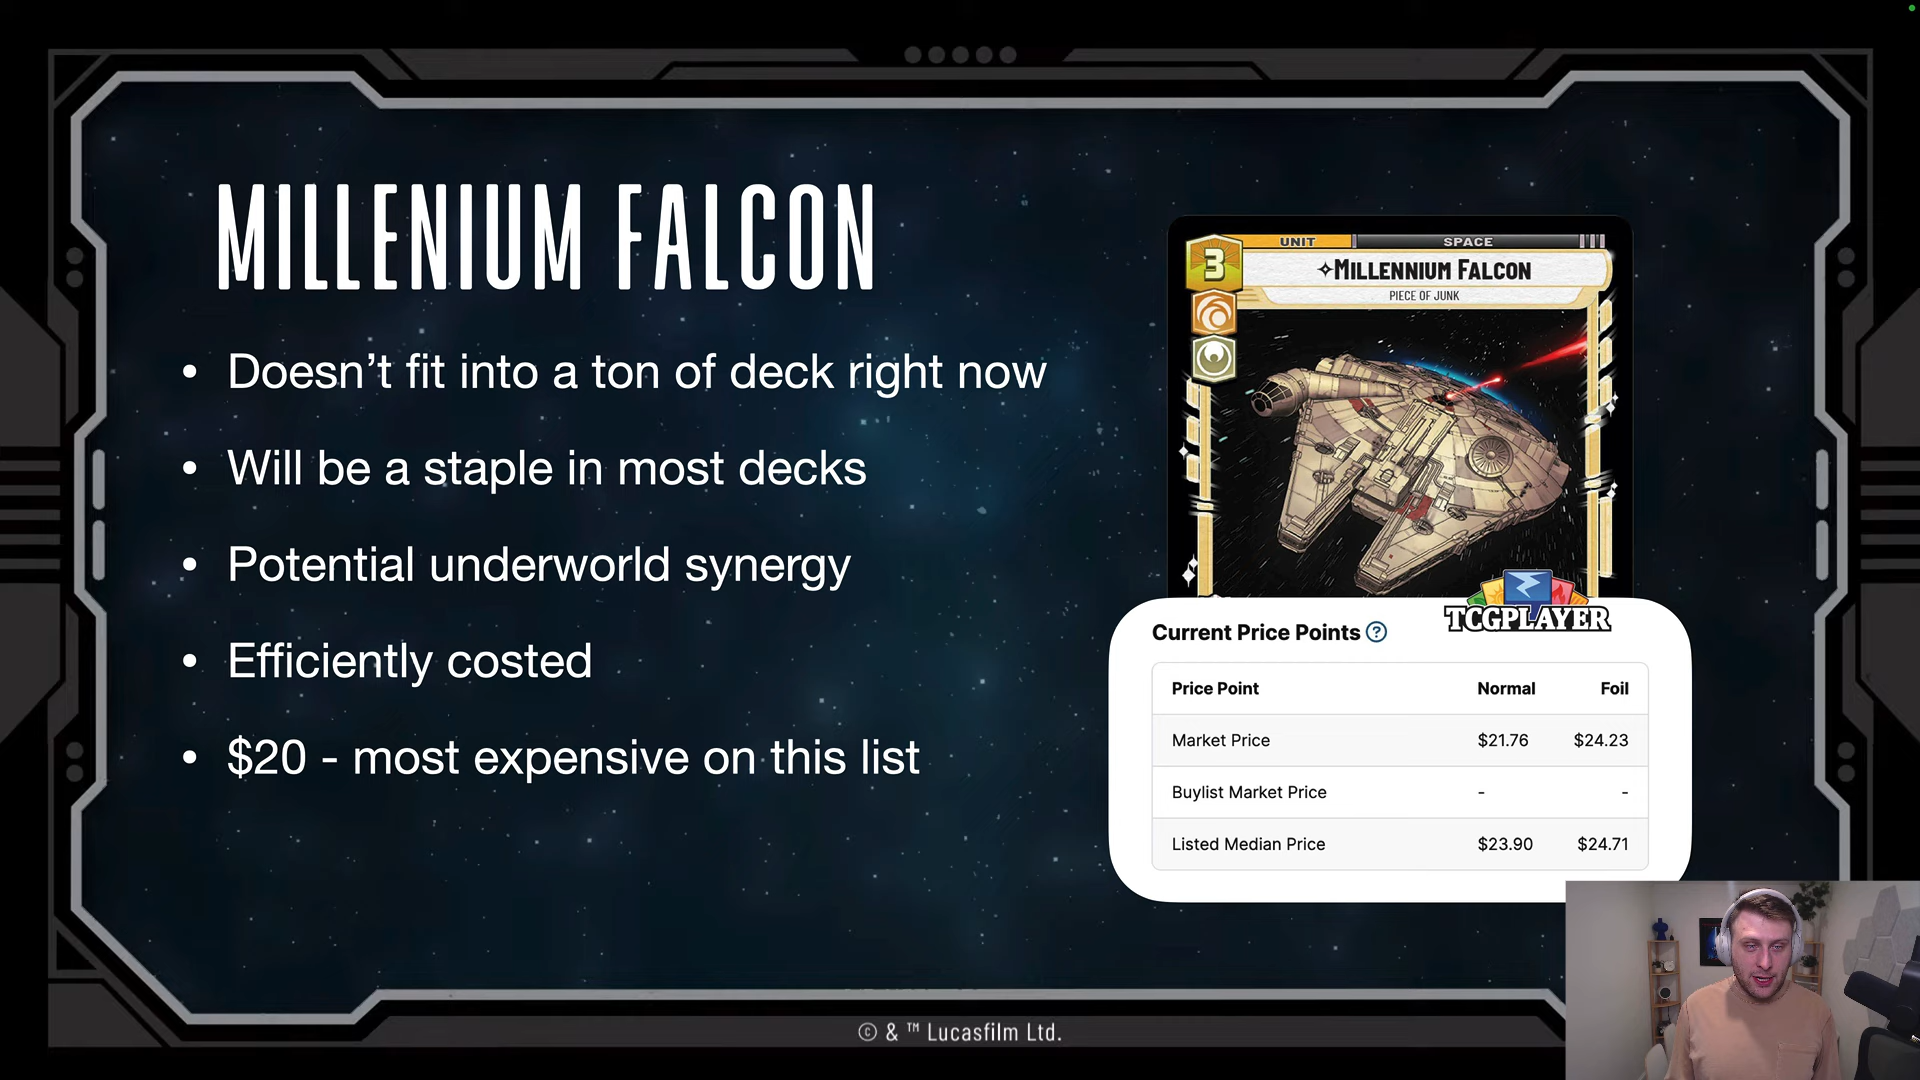 MILLENIUM FALCON
• Doesn’t fit into a ton of deck right now
• Will be a staple in most decks
• Potential underworld synergy
• Efficiently costed
• $20 - most expensive on this list
UNIT SPACE
3
MILLENNIUM FALCON
PIECE OF JUNK
TCGPLAYER
Current Price Points ?
Price Point Normal Foil
Market Price $21.76 $24.23
Buylist Market Price - -
Listed Median Price $23.90 $24.71
© & ™ Lucasfilm Ltd.